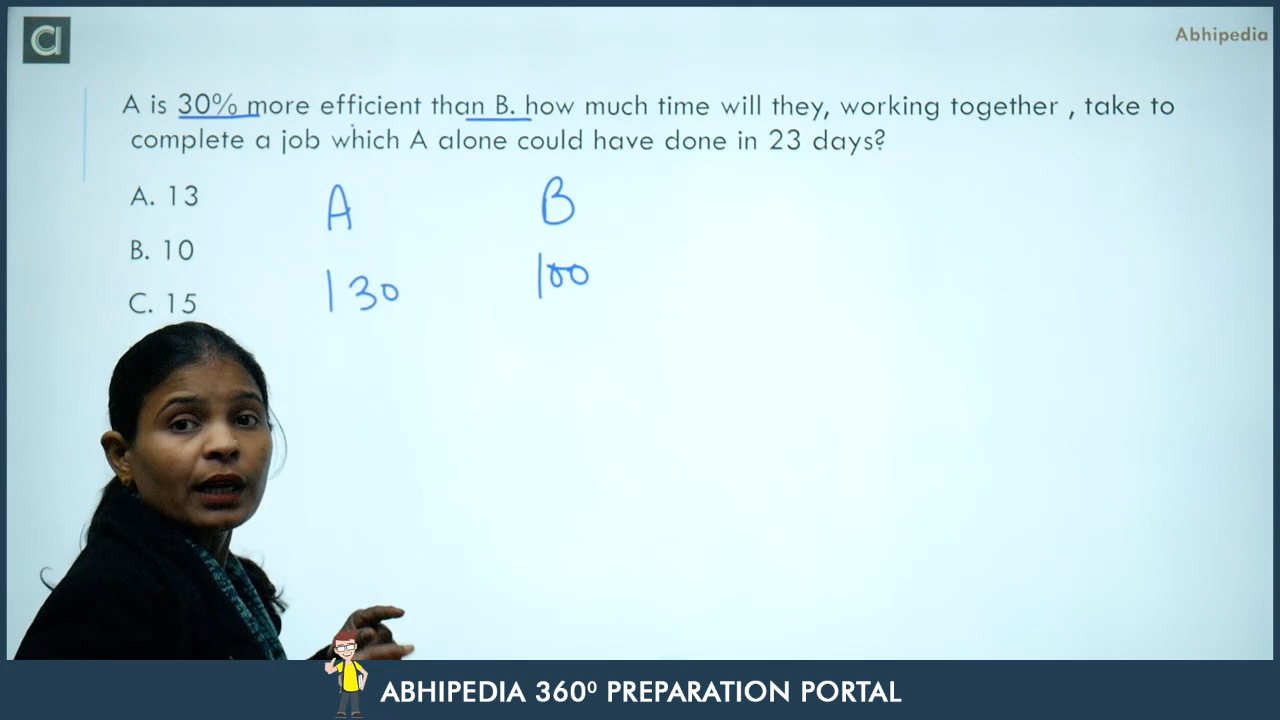 Abhipedia
A is 30% more efficient than B. how much time will they, working together , take to
complete a job which A alone could have done in 23 days?
A. 13
B. 10
C. 15
A B
130 100
ABHIPEDIA 360⁰ PREPARATION PORTAL